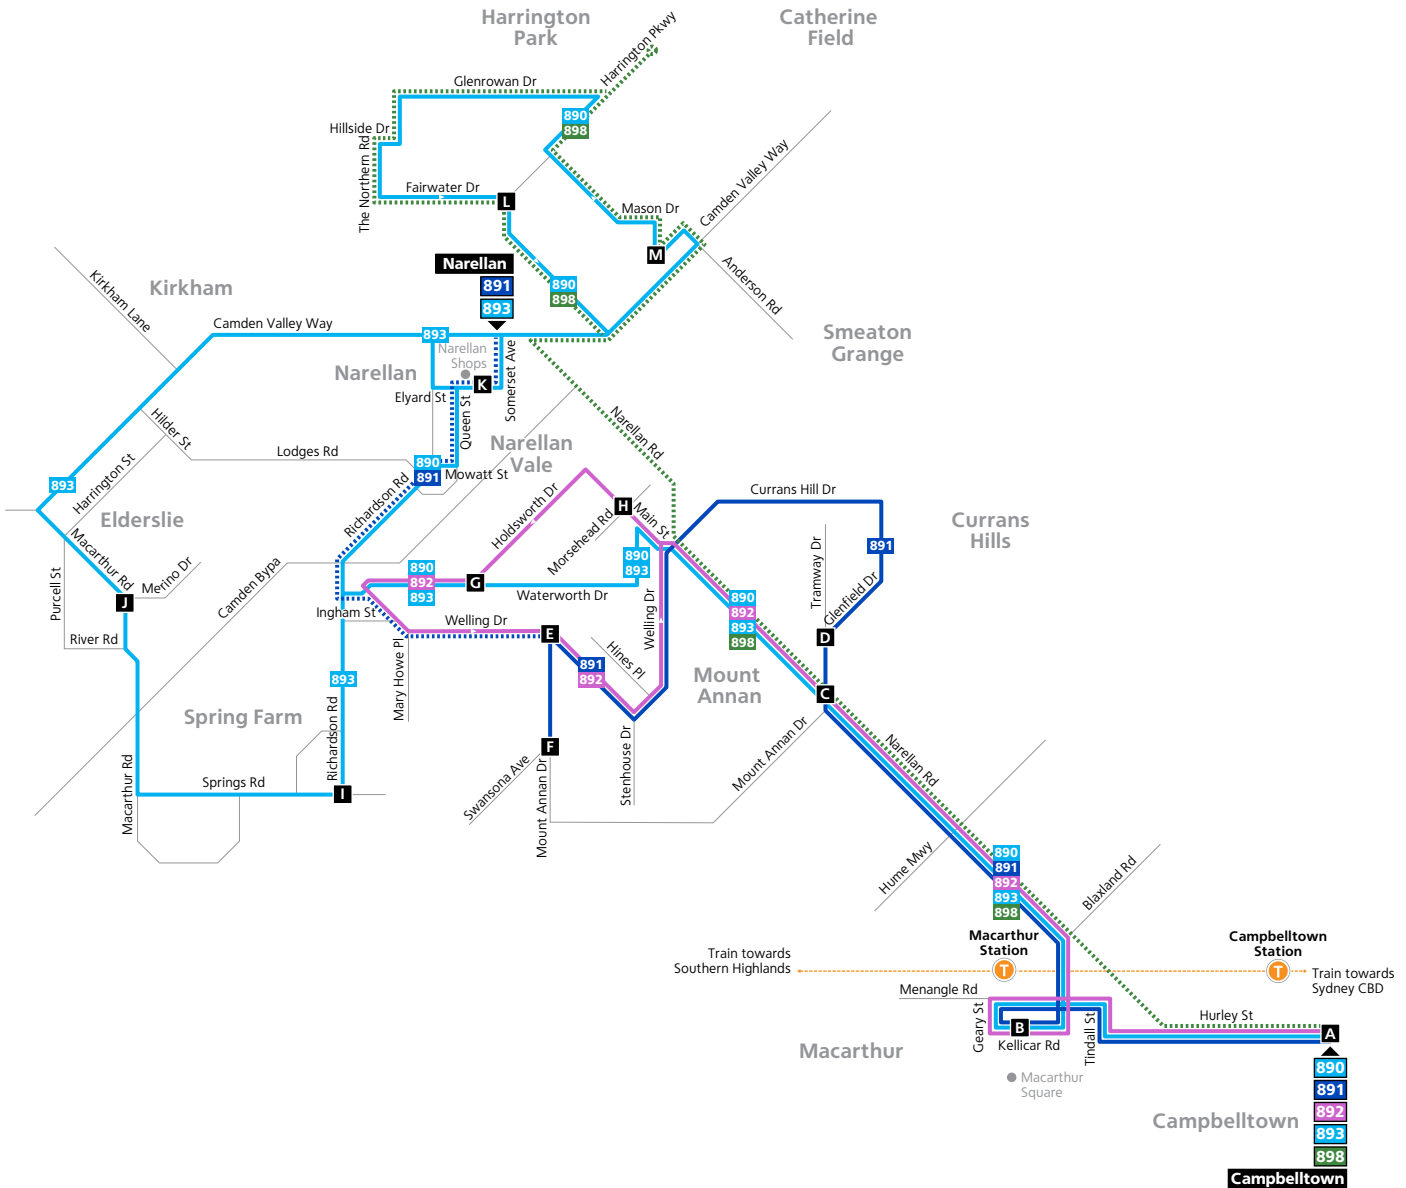 Harrington
Park
Catherine
Field
Harrington Pkwy
Glenrowan Dr
890
898
Hillside Dr
The Northern Rd
Fairwater Dr
L
Mason Dr
M
Camden Valley Way
Anderson Rd
Narellan
891
893
890
898
Kirkham
Kirkham Lane
Camden Valley Way
893
Smeaton
Grange
Narellan
Shops
Narellan
K
Somerset Ave
Elyard St
Queen St
Narellan Rd
Hilder St
Harrington St
Lodges Rd
Narellan
Vale
890
891
Mowatt St
893
Richardson Rd
Holdsworth Dr
H
Main St
Morsehead Rd
Currans Hill Dr
Currans
Hills
891
Elderslie
Macarthur Rd
Purcell St
Merino Dr
J
River Rd
Camden Bypa
890
892
893
G
890
893
Waterworth Dr
Tramway Dr
Glenfield Dr
D
Ingham St
Welling Dr
E
Welling Dr
890
892
893
898
Mary Howe Pl
891
892
Hines Pl
Mount
Annan
C
893
Spring Farm
Richardson Rd
Macarthur Rd
Springs Rd
I
F
Swansona Ave
Mount Annan Dr
Stenhouse Dr
Mount Annan Dr
Narellan Rd
Hume Mwy
890
891
892
893
898
Blaxland Rd
Macarthur
Station
T
Campbelltown
Station
T
Train towards
Southern Highlands
Train towards
Sydney CBD
Menangle Rd
Geary St
B
Kellicar Rd
Tindall St
Hurley St
A
Macarthur
Macarthur
Square
890
891
892
893
898
Campbelltown
Campbelltown